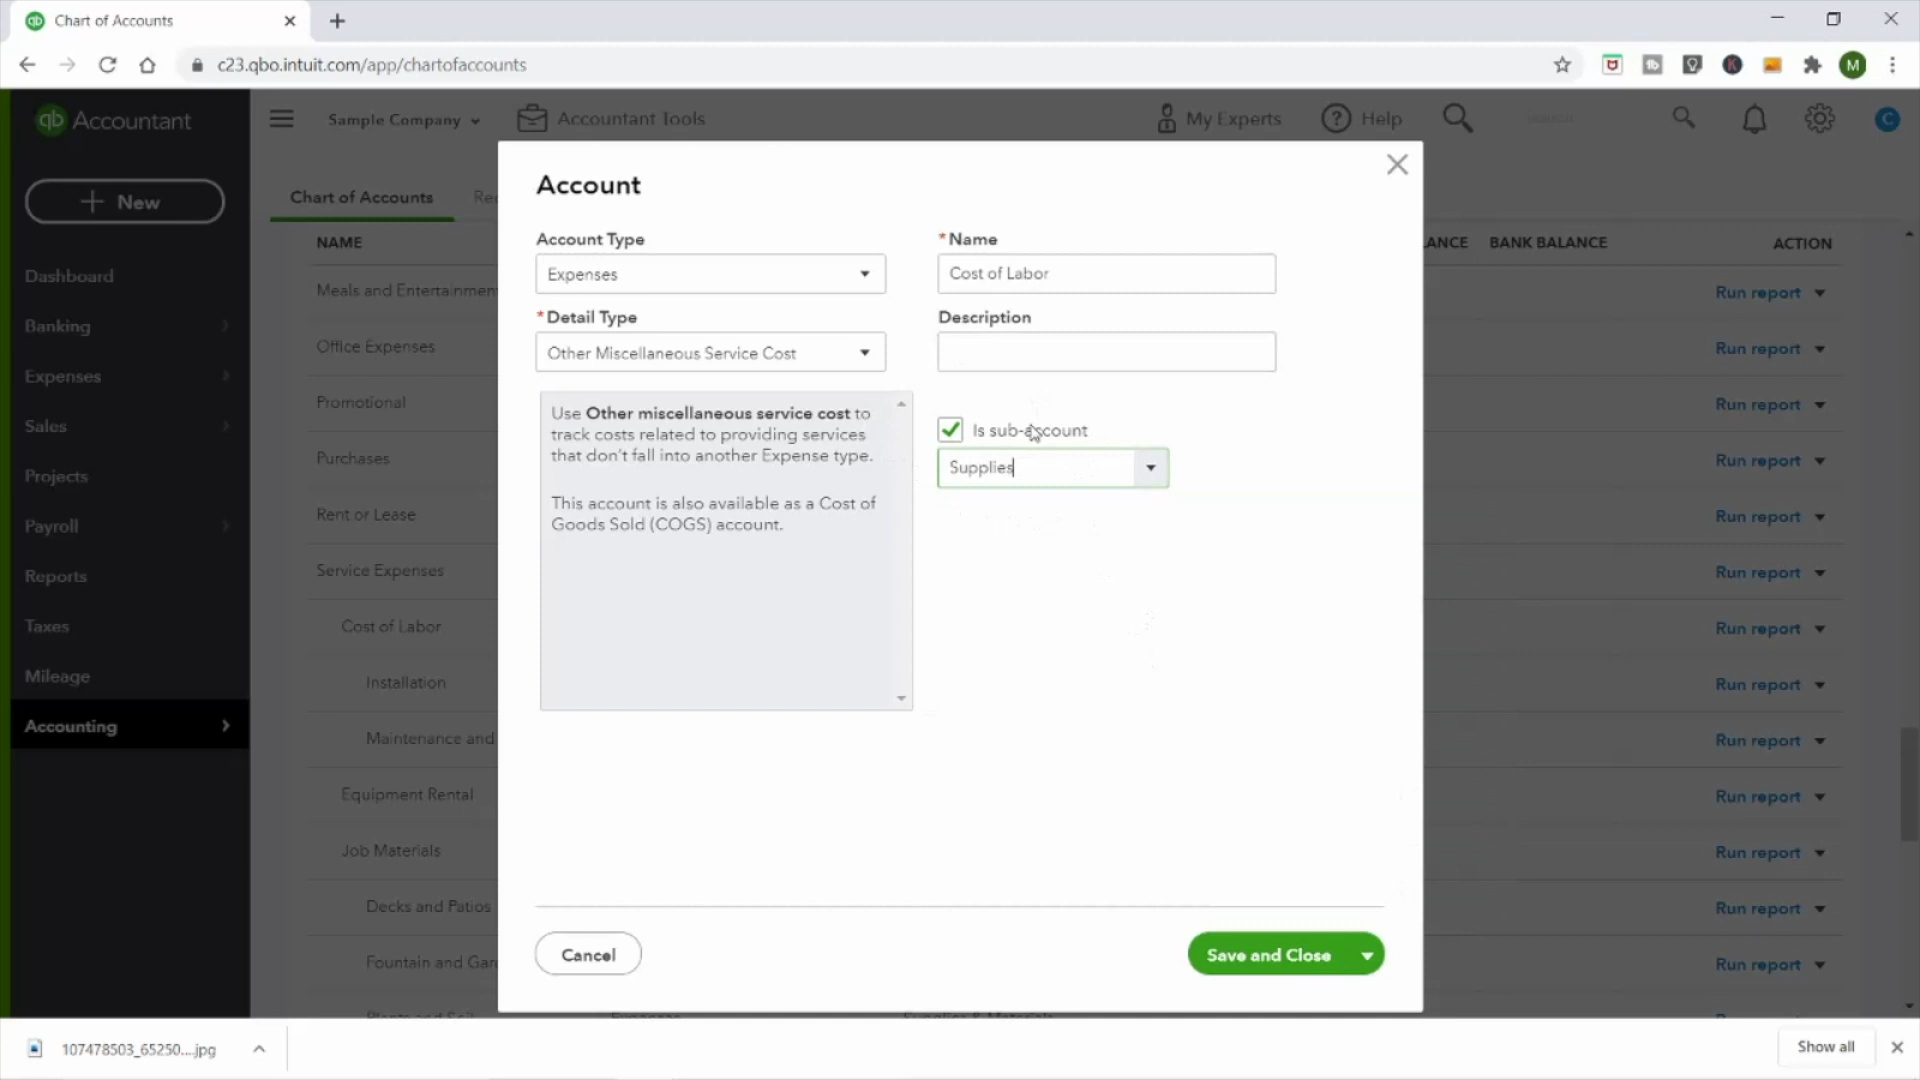 Chart of Accounts
c23.qbo.intuit.com/app/chartofaccounts
M
qb Accountant
Sample Company
Accountant Tools
My Experts
Help
C
New
Dashboard
Banking
Expenses
Sales
Projects
Payroll
Reports
Taxes
Mileage
Accounting
Chart of Accounts
NAME
BANK BALANCE
ACTION
Meals and Entertainment
Run report
Office Expenses
Run report
Promotional
Run report
Purchases
Run report
Rent or Lease
Run report
Service Expenses
Run report
Cost of Labor
Run report
Installation
Run report
Maintenance and
Run report
Equipment Rental
Run report
Job Materials
Run report
Decks and Patios
Run report
Fountain and
Run report
Account
Account Type
Expenses
* Name
Cost of Labor
* Detail Type
Other Miscellaneous Service Cost
Description
Use Other miscellaneous service cost to
track costs related to providing services
that don't fall into another Expense type.
This account is also available as a Cost of
Goods Sold (COGS) account.
Is sub-account
Supplies
Cancel
Save and Close
107478503_65250....jpg
Show all